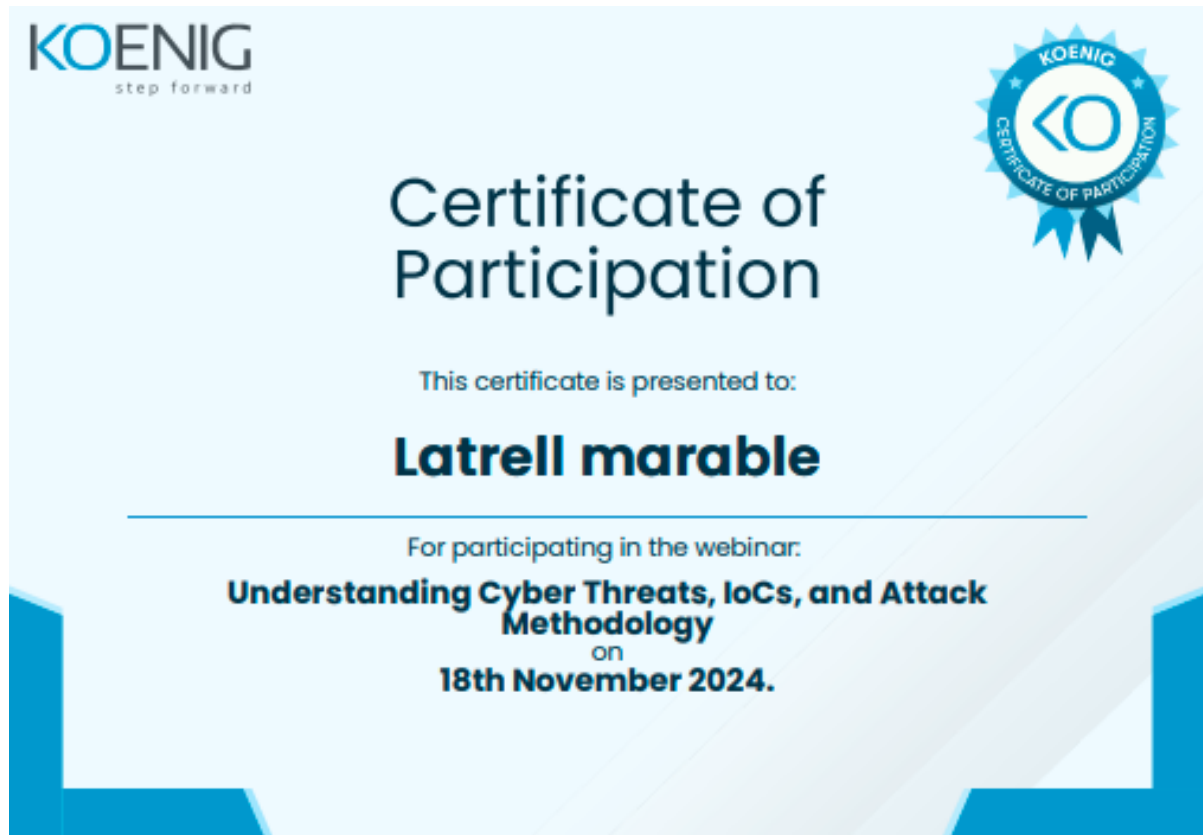 KOENIG
step forward
KOENIG
KO
CERTIFICATE OF PARTICIPATION
Certificate of
Participation
This certificate is presented to:
Latrell marable
For participating in the webinar:
Understanding Cyber Threats, IoCs, and Attack
Methodology
on
18th November 2024.